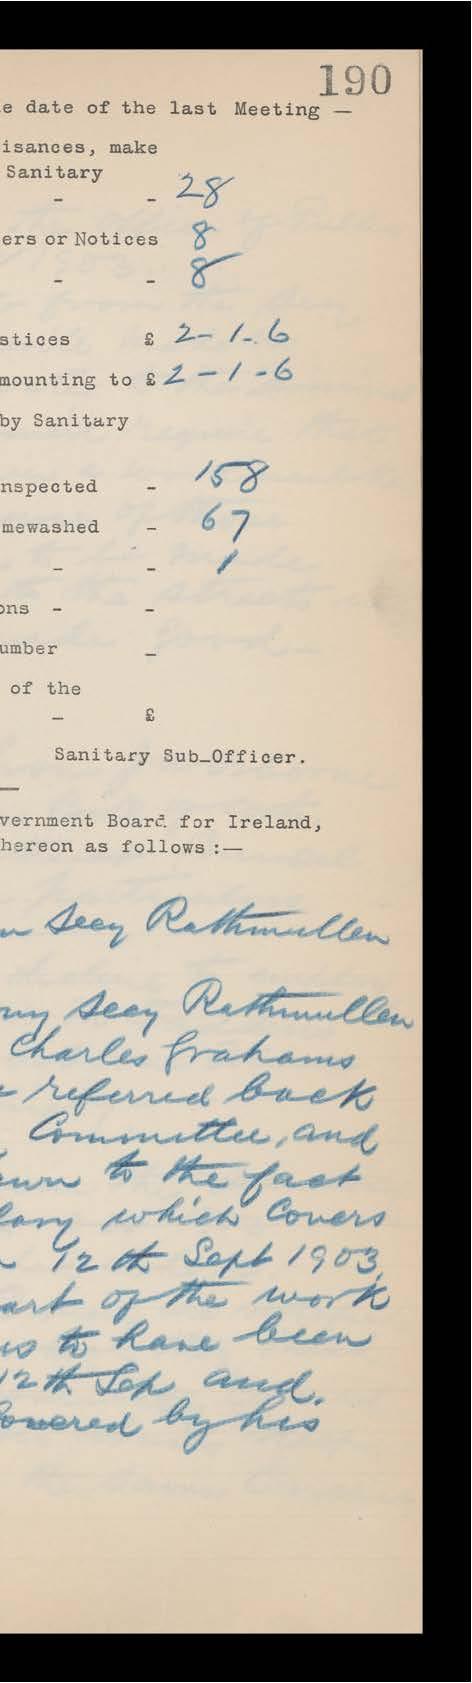 190
e date of the last Meeting —
isances, make
Sanitary
- - 28
ers or Notices 8
- - 8
stices £ 2-1-6
mounting to £ 2-1-6
by Sanitary
nspected - 158
mewashed - 67
- - 1
ons - -
umber -
of the
- £
Sanitary Sub-Officer.
vernment Board for Ireland,
hereon as follows:—
Secy Rathmullen
Secy Rathmullen
Charles Grahams
referred back
Committee, and
to the fact
which Covers
12th Sept 1903
art of the work
to have been
12th Sep and
Covered by his